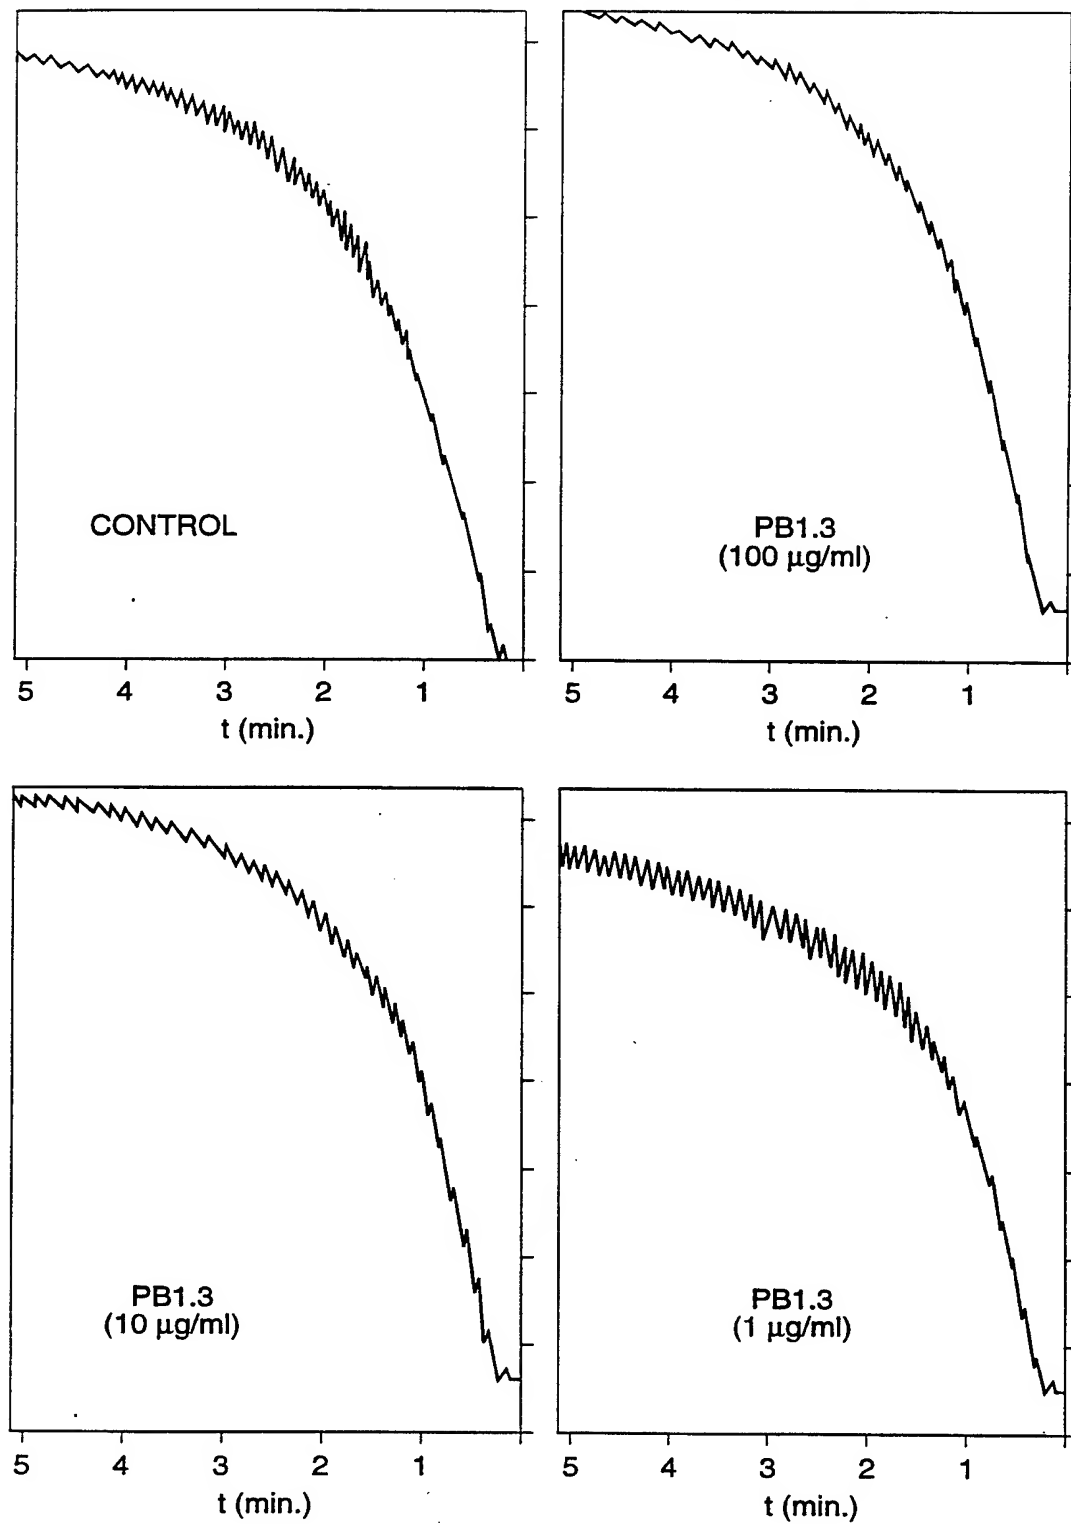 CONTROL
5 4 3 2 1
t (min.)
PB1.3
(100 µg/ml)
5 4 3 2 1
t (min.)
PB1.3
(10 µg/ml)
5 4 3 2 1
t (min.)
PB1.3
(1 µg/ml)
5 4 3 2 1
t (min.)